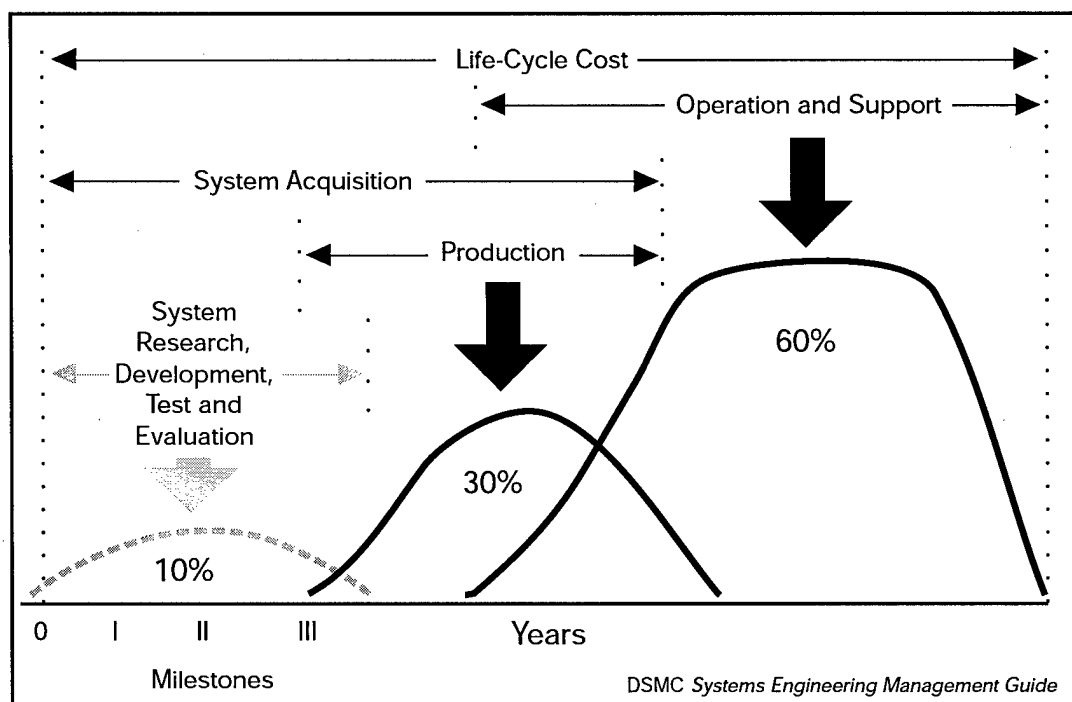 Life-Cycle Cost
Operation and Support
System Acquisition
Production
System
Research,
Development,
Test and
Evaluation
60%
30%
10%
0 I II III Years
Milestones
DSMC Systems Engineering Management Guide